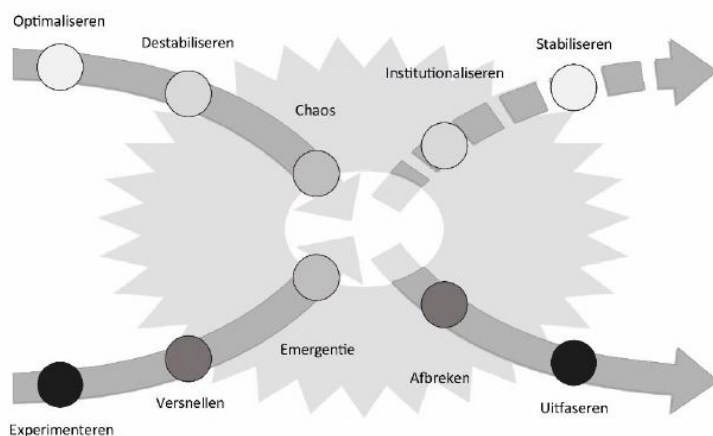 Optimaliseren
Destabiliseren
Chaos
Institutionaliseren
Stabiliseren
Experimenteren
Versnellen
Emergentie
Afbreken
Uitfaseren